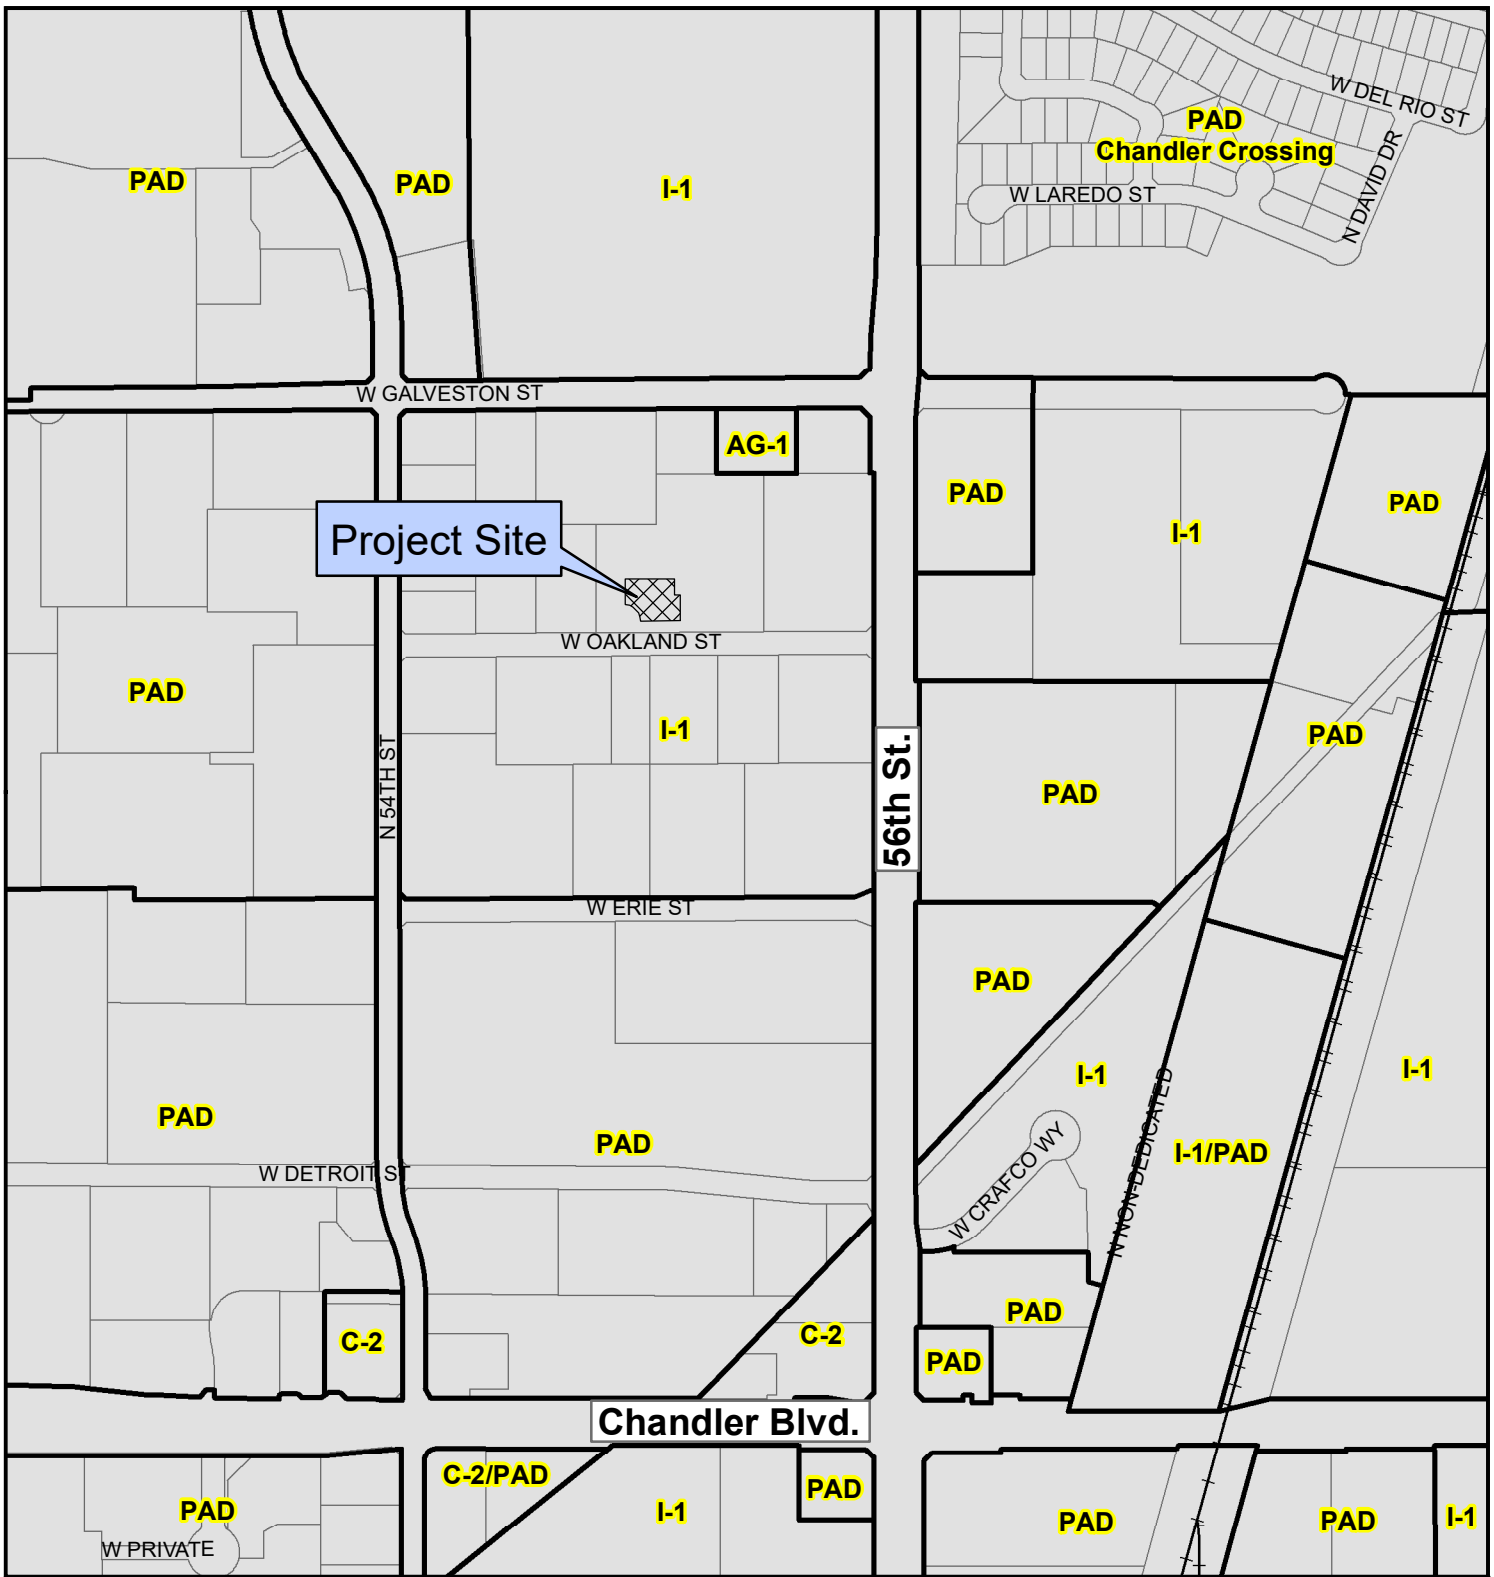 W DEL RIO ST
PAD
Chandler Crossing
N DAVID DR
W LAREDO ST
PAD
PAD
I-1
W GALVESTON ST
AG-1
PAD
PAD
I-1
Project Site
W OAKLAND ST
PAD
I-1
PAD
N 54TH ST
56th St.
PAD
W ERIE ST
PAD
I-1
I-1
N NON-DEDICATED
PAD
PAD
I-1/PAD
W CRAFCO WY
W DETROIT ST
PAD
C-2
C-2
PAD
Chandler Blvd.
C-2/PAD
PAD
PAD
I-1
PAD
PAD
I-1
W PRIVATE